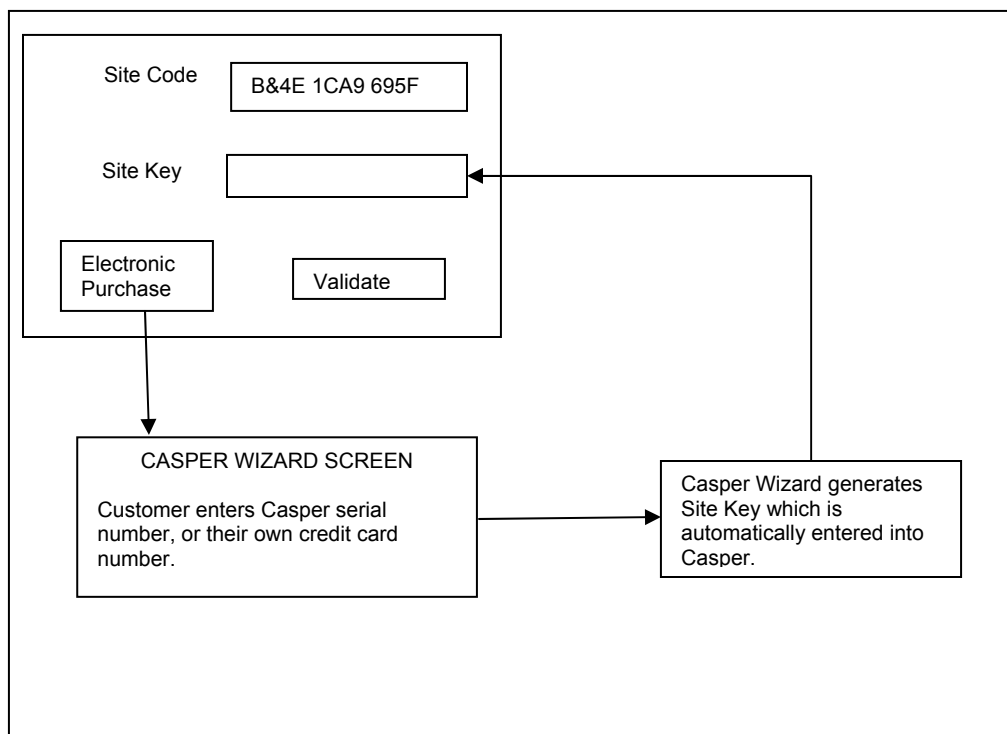 Site Code
B&4E 1CA9 695F
Site Key
Electronic
Purchase
Validate
CASPER WIZARD SCREEN
Customer enters Casper serial
number, or their own credit card
number.
Casper Wizard generates
Site Key which is
automatically entered into
Casper.